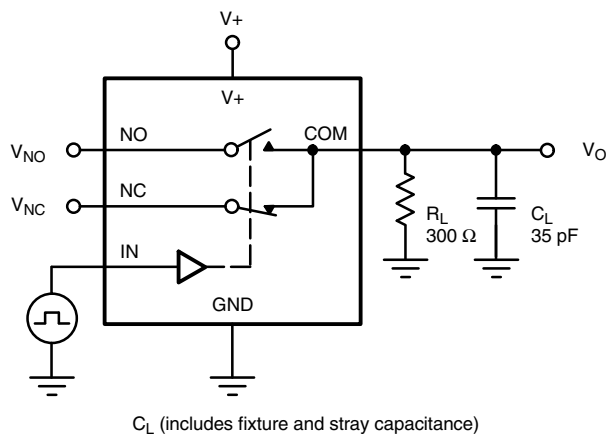 V+
V+
NO
COM
V_NO
V_O
NC
V_NC
R_L
300 Ω
C_L
35 pF
IN
GND
C_L (includes fixture and stray capacitance)